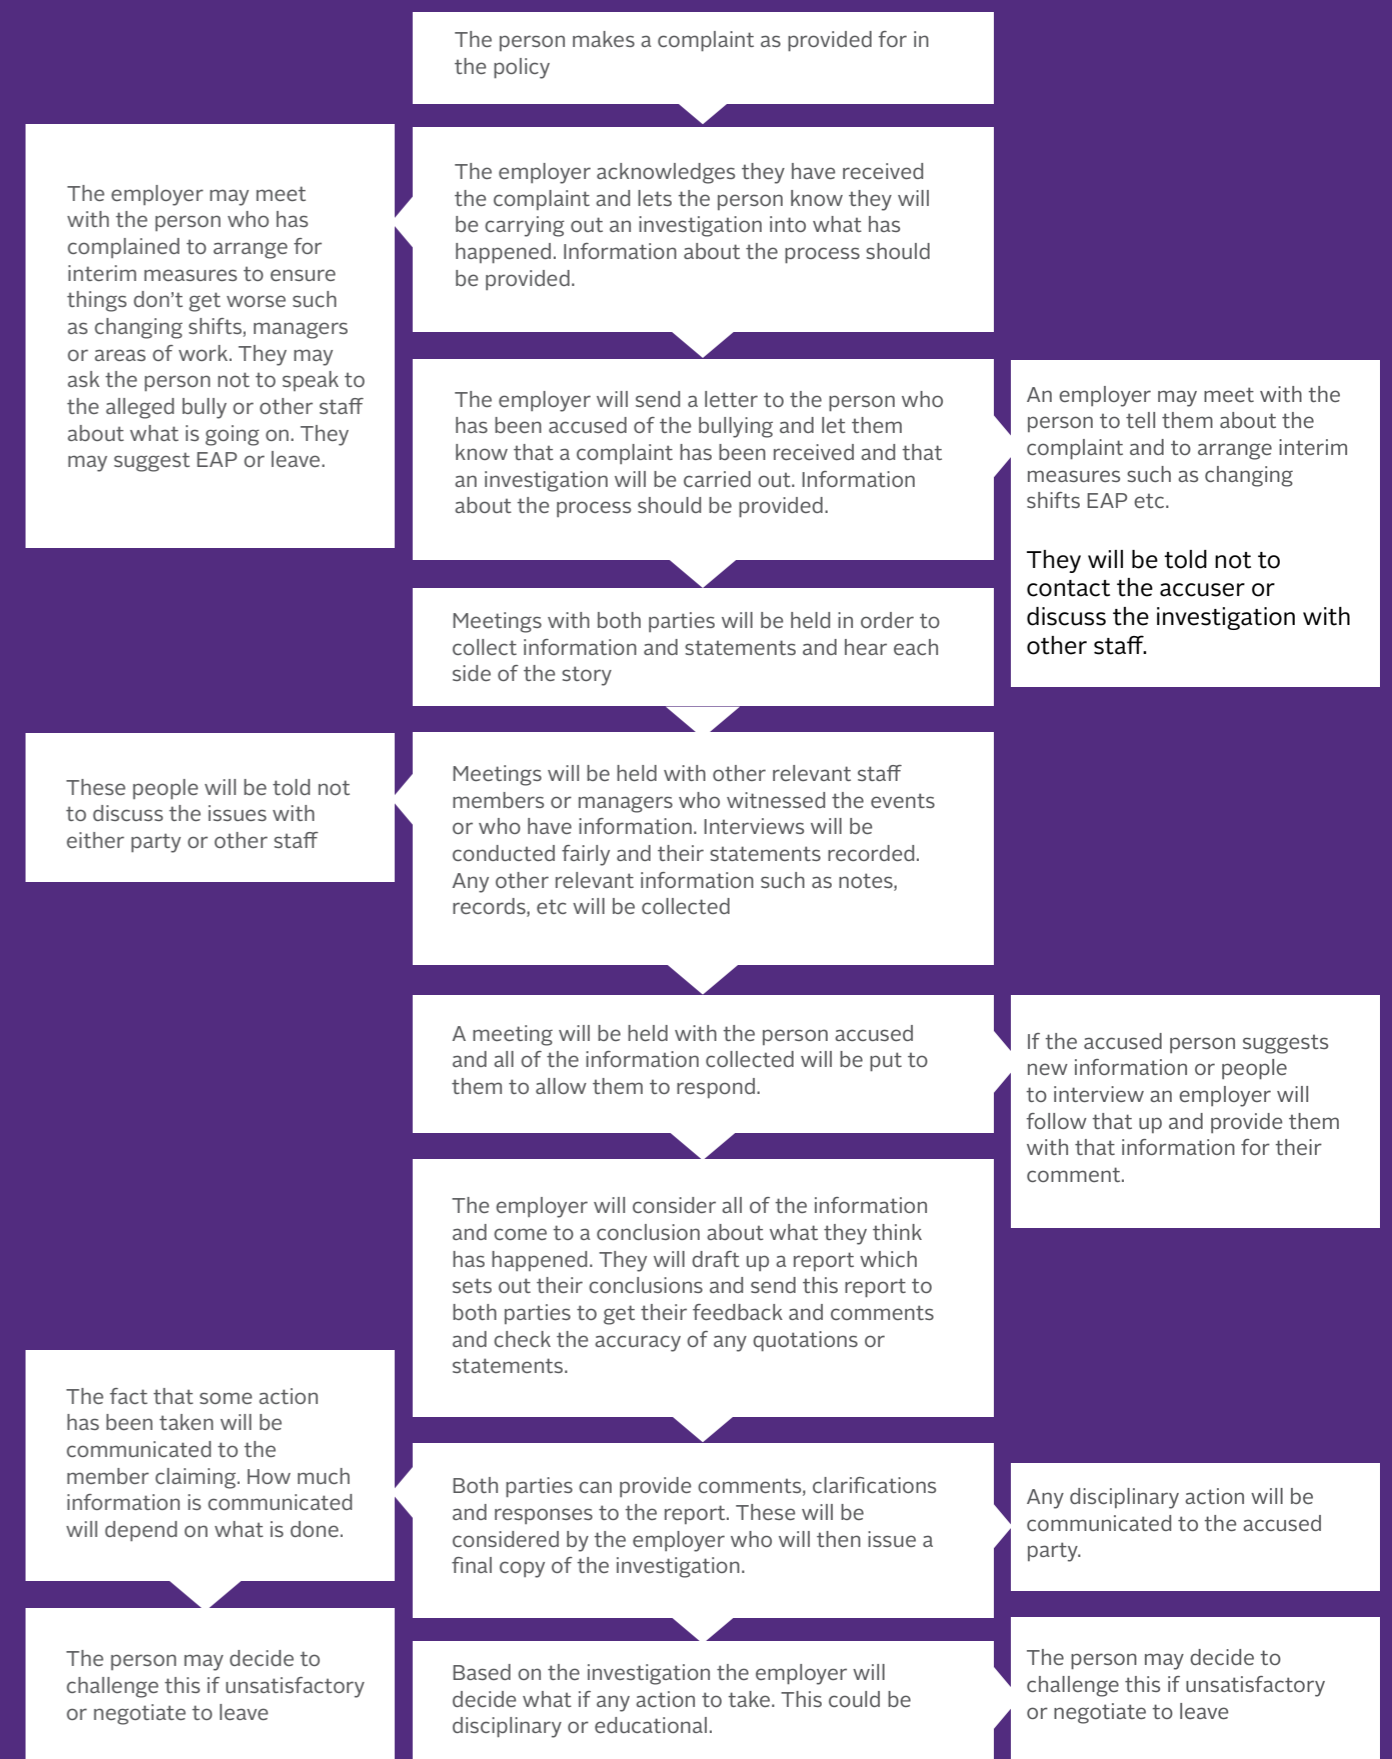 The person makes a complaint as provided for in
the policy
The employer may meet
with the person who has
complained to arrange for
interim measures to ensure
things don't get worse such
as changing shifts, managers
or areas of work. They may
ask the person not to speak to
the alleged bully or other staff
about what is going on. They
may suggest EAP or leave.
The employer acknowledges they have received
the complaint and lets the person know they will
be carrying out an investigation into what has
happened. Information about the process should
be provided.
The employer will send a letter to the person who
has been accused of the bullying and let them
know that a complaint has been received and that
an investigation will be carried out. Information
about the process should be provided.
An employer may meet with the
person to tell them about the
complaint and to arrange interim
measures such as changing
shifts EAP etc.
They will be told not to
contact the accuser or
discuss the investigation with
other staff.
Meetings with both parties will be held in order to
collect information and statements and hear each
side of the story
These people will be told not
to discuss the issues with
either party or other staff
Meetings will be held with other relevant staff
members or managers who witnessed the events
or who have information. Interviews will be
conducted fairly and their statements recorded.
Any other relevant information such as notes,
records, etc will be collected
A meeting will be held with the person accused
and all of the information collected will be put to
them to allow them to respond.
If the accused person suggests
new information or people
to interview an employer will
follow that up and provide them
with that information for their
comment.
The employer will consider all of the information
and come to a conclusion about what they think
has happened. They will draft up a report which
sets out their conclusions and send this report to
both parties to get their feedback and comments
and check the accuracy of any quotations or
statements.
The fact that some action
has been taken will be
communicated to the
member claiming. How much
information is communicated
will depend on what is done.
Both parties can provide comments, clarifications
and responses to the report. These will be
considered by the employer who will then issue a
final copy of the investigation.
Any disciplinary action will be
communicated to the accused
party.
The person may decide to
challenge this if unsatisfactory
or negotiate to leave
Based on the investigation the employer will
decide what if any action to take. This could be
disciplinary or educational.
The person may decide to
challenge this if unsatisfactory
or negotiate to leave